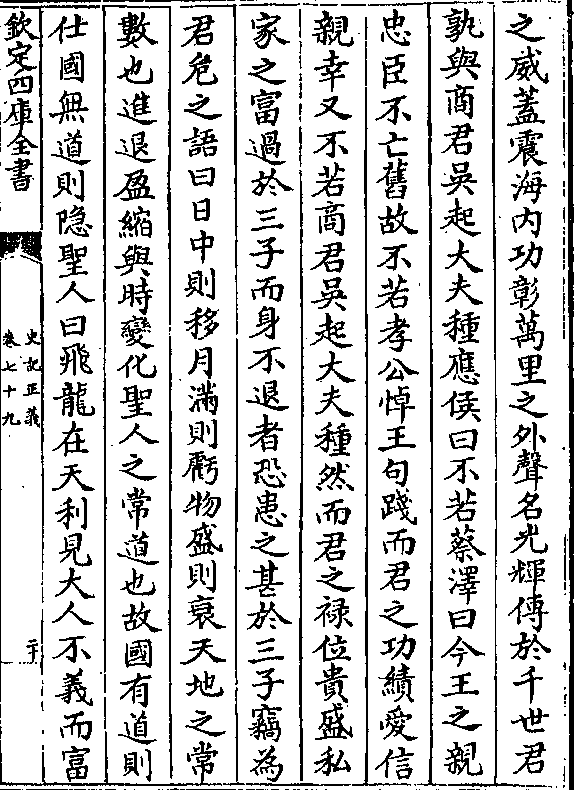 之威蓋震海内功彰萬里之外聲名光輝傳於千世君
孰與商君吳起大夫種應侯曰不若蔡澤曰今王之親
忠臣不亡舊故不若孝公悼王句踐而君之功績愛信
親幸又不若商君吳起大夫種然而君之禄位貴盛私
家之富過於三子而身不退者恐患之甚於三子竊為
君危之語曰日中則移月滿則虧物盛則衰天地之常
數也進退盈縮與時變化聖人之常道也故國有道則
仕國無道則隐聖人曰飛龍在天利見大人不義而富
欽定四庫全書
史記正義
卷七十九
二十